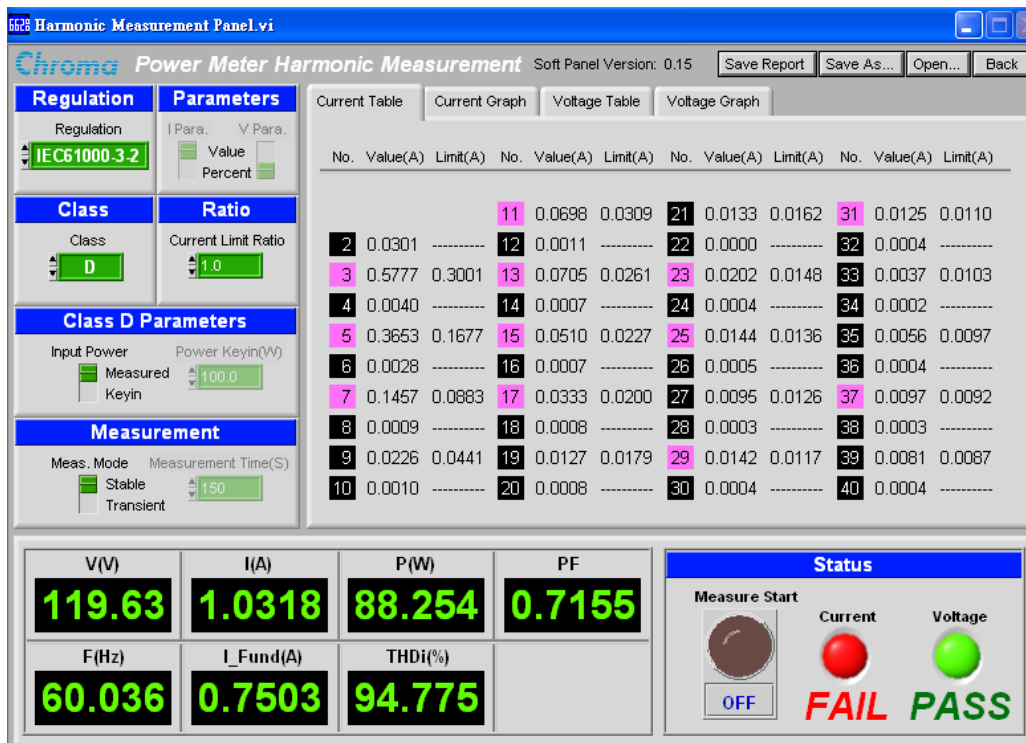 6628 Harmonic Measurement Panel.vi
Chroma Power Meter Harmonic Measurement Soft Panel Version: 0.15 Save Report Save As... Open... Back
Regulation
Regulation
IEC61000-3-2
Parameters
I Para. V Para.
Value
Percent
Class
Class
D
Ratio
Current Limit Ratio
1.0
Class D Parameters
Input Power Power Keyin(W)
Measured 100.0
Keyin
Measurement
Meas. Mode Measurement Time(S)
Stable 150
Transient
Current Table Current Graph Voltage Table Voltage Graph
No. Value(A) Limit(A) No. Value(A) Limit(A) No. Value(A) Limit(A) No. Value(A) Limit(A)
11 0.0698 0.0309 21 0.0133 0.0162 31 0.0125 0.0110
2 0.0301 ---------- 12 0.0011 ---------- 22 0.0000 ---------- 32 0.0004 ----------
3 0.5777 0.3001 13 0.0705 0.0261 23 0.0202 0.0148 33 0.0037 0.0103
4 0.0040 ---------- 14 0.0007 ---------- 24 0.0004 ---------- 34 0.0002 ----------
5 0.3653 0.1677 15 0.0510 0.0227 25 0.0144 0.0136 35 0.0056 0.0097
6 0.0028 ---------- 16 0.0007 ---------- 26 0.0005 ---------- 36 0.0004 ----------
7 0.1457 0.0883 17 0.0333 0.0200 27 0.0095 0.0126 37 0.0097 0.0092
8 0.0009 ---------- 18 0.0008 ---------- 28 0.0003 ---------- 38 0.0003 ----------
9 0.0226 0.0441 19 0.0127 0.0179 29 0.0142 0.0117 39 0.0081 0.0087
10 0.0010 ---------- 20 0.0008 ---------- 30 0.0004 ---------- 40 0.0004 ----------
V(V) I(A) P(W) PF
119.63 1.0318 88.254 0.7155
F(Hz) I_Fund(A) THDi(%)
60.036 0.7503 94.775
Status
Measure Start
Current Voltage
OFF
FAIL PASS